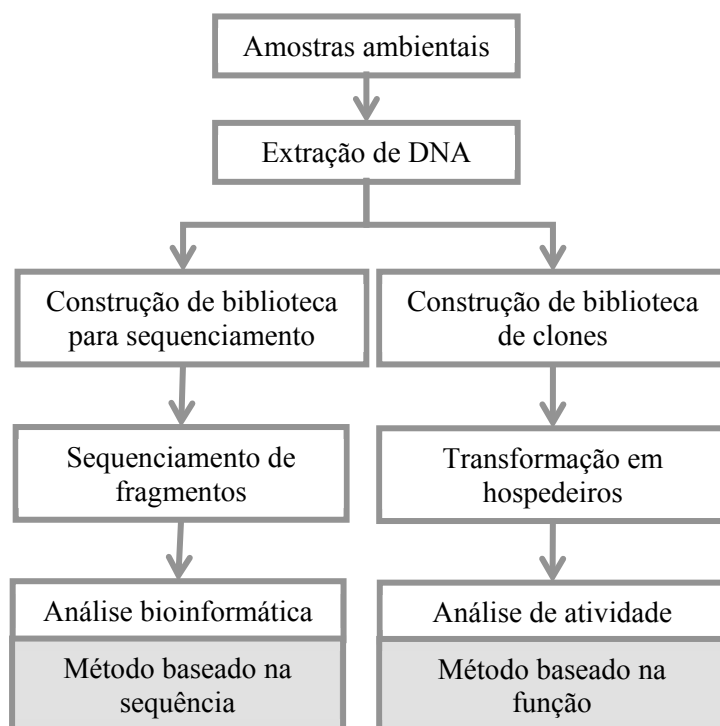 Amostras ambientais
Extração de DNA
Construção de biblioteca
para sequenciamento
Construção de biblioteca
de clones
Sequenciamento de
fragmentos
Transformação em
hospedeiros
Análise bioinformática
Método baseado na
sequência
Análise de atividade
Método baseado na
função